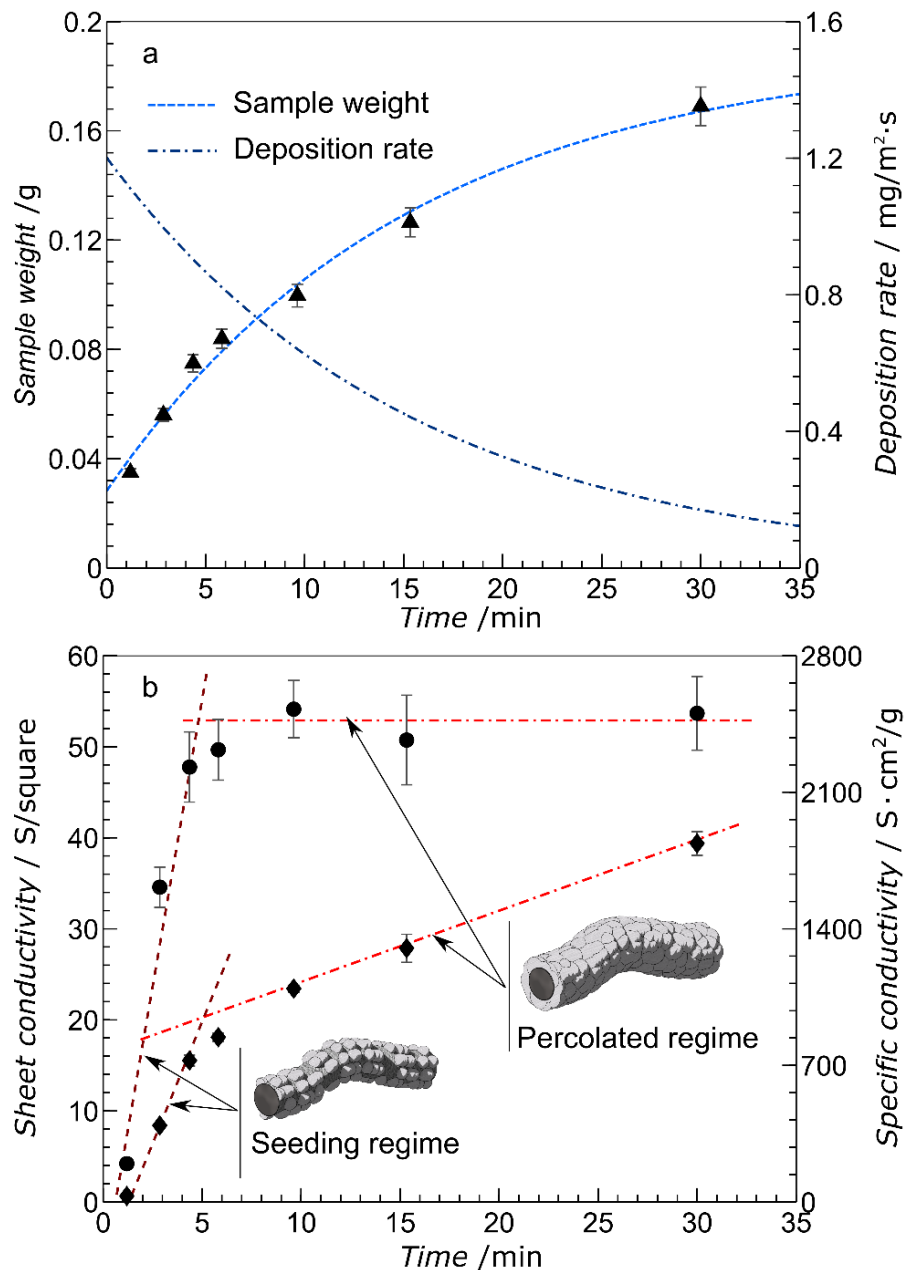 a
Sample weight
Deposition rate
Sample weight /g
0.2
0.16
0.12
0.08
0.04
0
1.6
1.2
0.8
0.4
0
Deposition rate / mg/m²·s
0 5 10 15 20 25 30 35
Time /min
b
Sheet conductivity / S/square
60
50
40
30
20
10
0
2800
2100
1400
700
0
Specific conductivity / S·cm²/g
Percolated regime
Seeding regime
0 5 10 15 20 25 30 35
Time /min